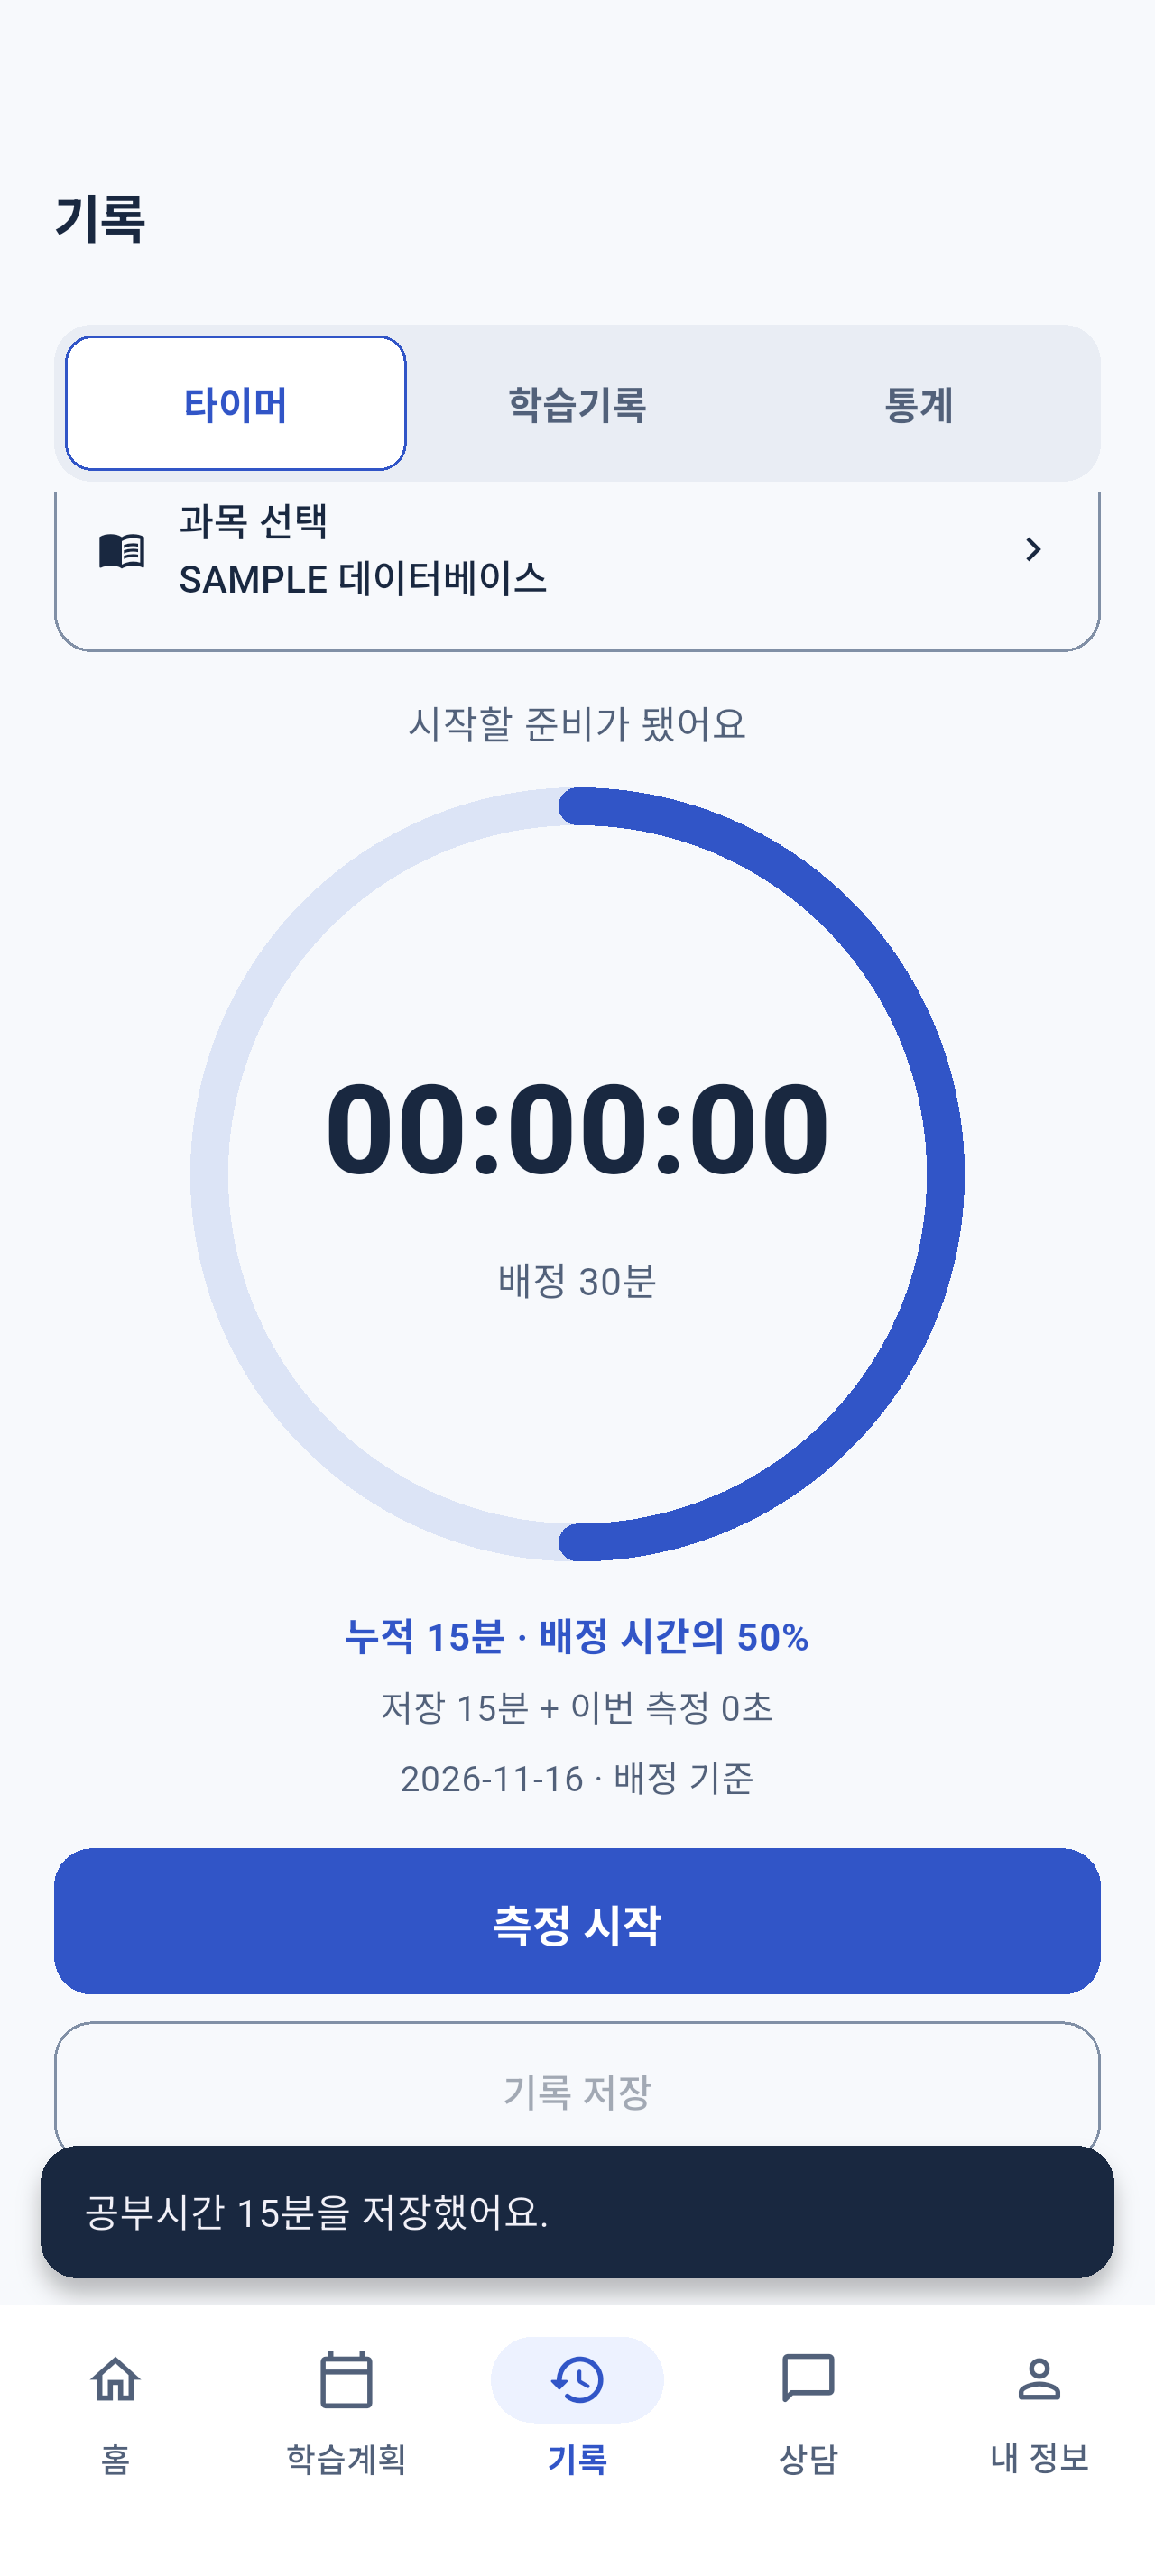 기록
타이머
학습기록
통계
과목 선택
SAMPLE 데이터베이스
시작할 준비가 됐어요
00:00:00
배정 30분
누적 15분 · 배정 시간의 50%
저장 15분 + 이번 측정 0초
2026-11-16 · 배정 기준
측정 시작
기록 저장
공부시간 15분을 저장했어요.
홈
학습계획
기록
상담
내 정보